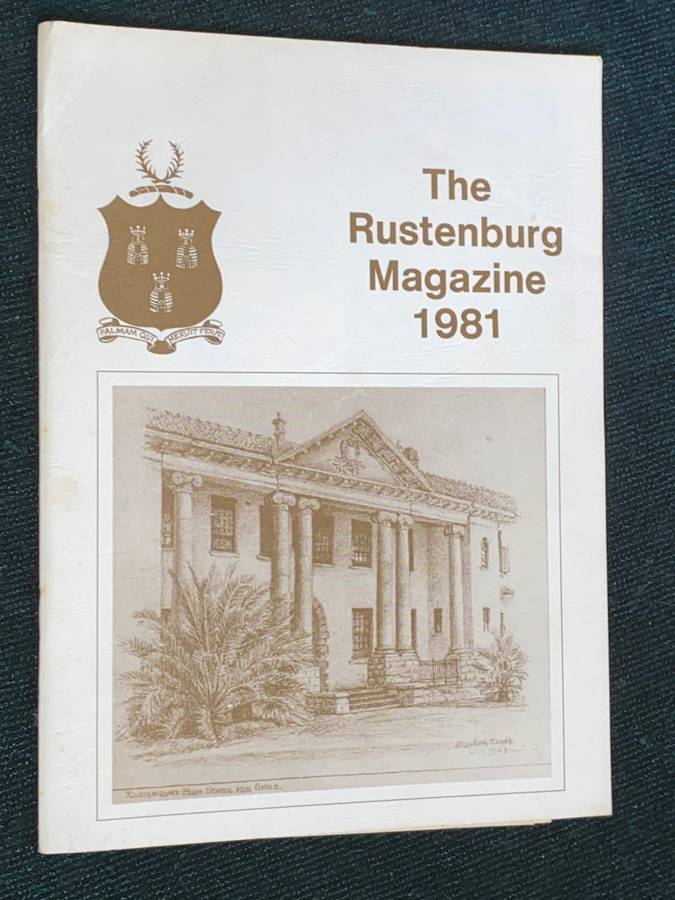 The
Rustenburg
Magazine
1981
PALMAM QUI MERUIT FERAT
RUSTENBURG HIGH SCHOOL FOR GIRLS